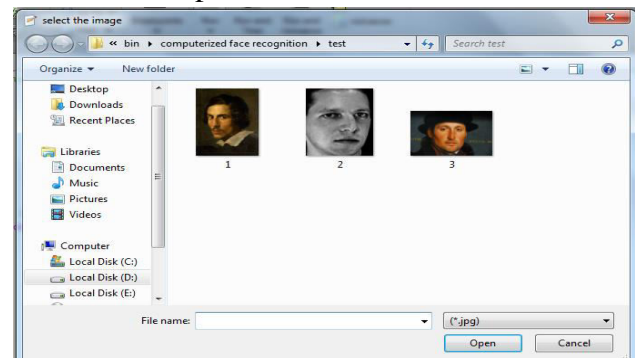 select the image
« bin ▸ computerized face recognition ▸ test
Search test
Organize
New folder
Desktop
Downloads
Recent Places
Libraries
Documents
Music
Pictures
Videos
Computer
Local Disk (C:)
Local Disk (D:)
Local Disk (E:)
1
2
3
File name:
(*.jpg)
Open
Cancel